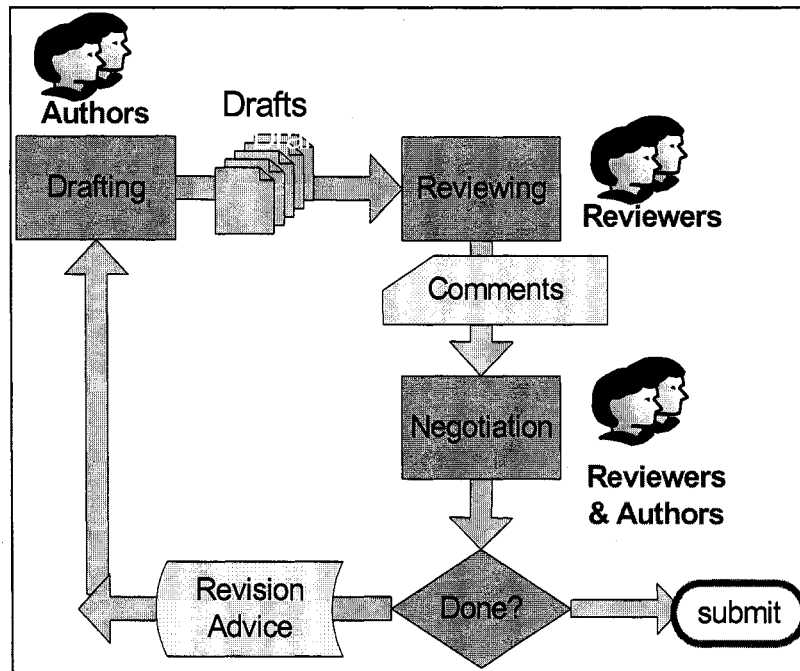 Authors
Drafts
Drafting
Reviewing
Reviewers
Comments
Negotiation
Reviewers
& Authors
Revision
Advice
Done?
submit